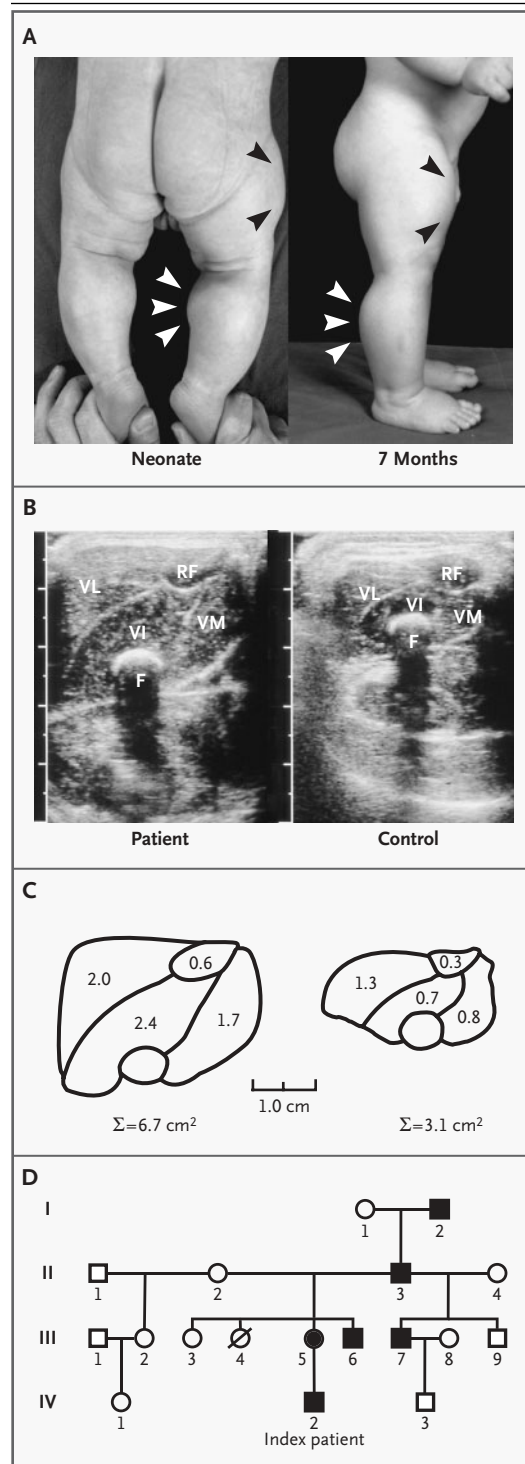 A
Neonate 7 Months
B
VL RF VI VM F
VL RF VI VM F
Patient Control
C
2.0 0.6 2.4 1.7
1.3 0.3 0.7 0.8
1.0 cm
Σ=6.7 cm² Σ=3.1 cm²
D
I
1 2
II
1 2 3 4
III
1 2 3 4 5 6 7 8 9
IV
1 2 3
Index patient